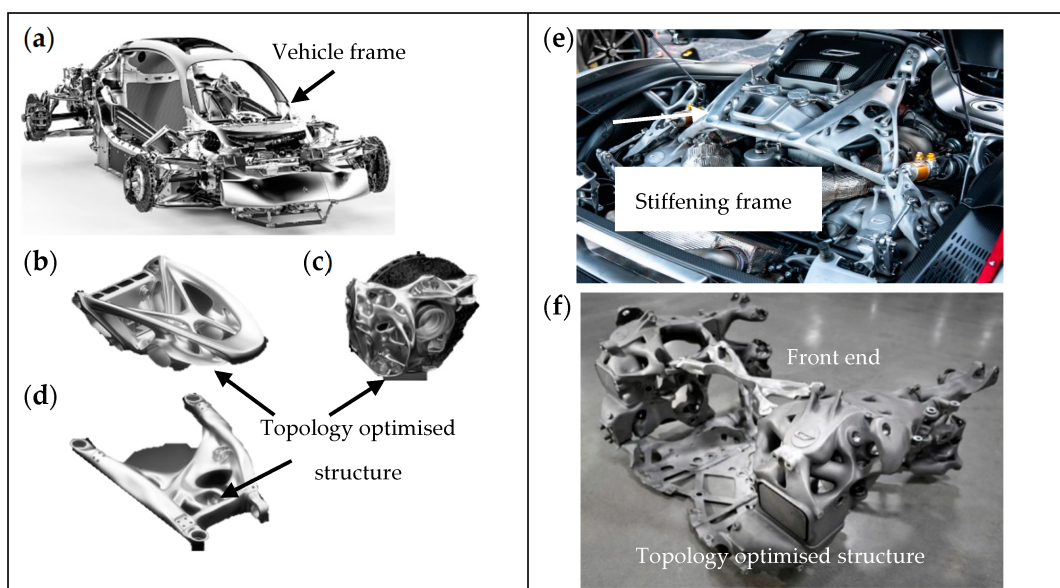 (a)
Vehicle frame
(b)
(c)
(d)
Topology optimised
structure
(e)
Stiffening frame
(f)
Front end
Topology optimised structure